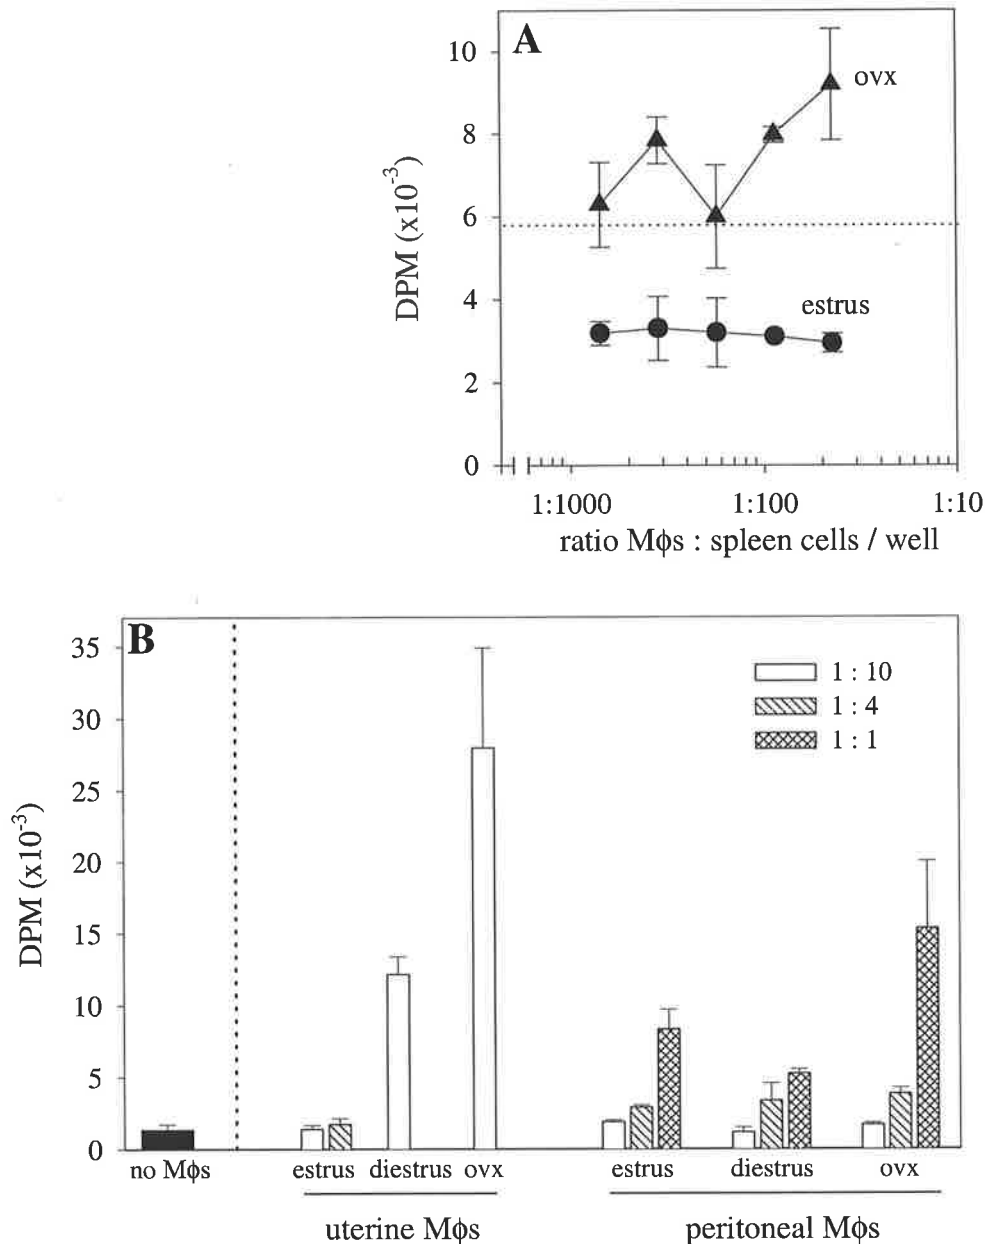 A
10
ovx
8
6
4
estrus
2
0
DPM (x10-3)
1:1000 1:100 1:10
ratio Mϕs : spleen cells / well
B
35
1 : 10
30
1 : 4
1 : 1
25
20
15
10
5
0
DPM (x10-3)
no Mϕs estrus diestrus ovx estrus diestrus ovx
uterine Mϕs peritoneal Mϕs